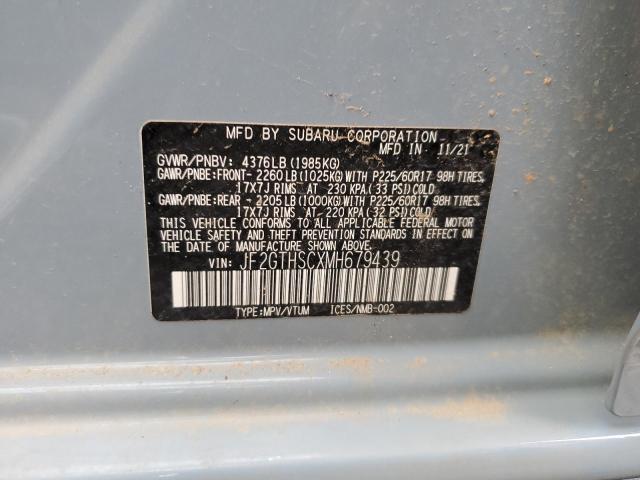 MFD BY SUBARU CORPORATION
MFD IN 11/21
GVWR/PNBV: 4376LB (1985KG)
GAWR/PNBE:FRONT- 2260LB (1025KG) WITH P225/60R17 98H TIRES,
17X7J RIMS AT 230 KPA (33 PSI) COLD
GAWR/PNBE:REAR - 2205LB (1000KG) WITH P225/60R17 98H TIRES,
17X7J RIMS AT 220 KPA (32 PSI) COLD
THIS VEHICLE CONFORMS TO ALL APPLICABLE FEDERAL MOTOR
VEHICLE SAFETY AND THEFT PREVENTION STANDARDS IN EFFECT ON
THE DATE OF MANUFACTURE SHOWN ABOVE.
VIN: JF2GTHSCXMH679439
TYPE:MPV/VTUM ICES/NMB-002